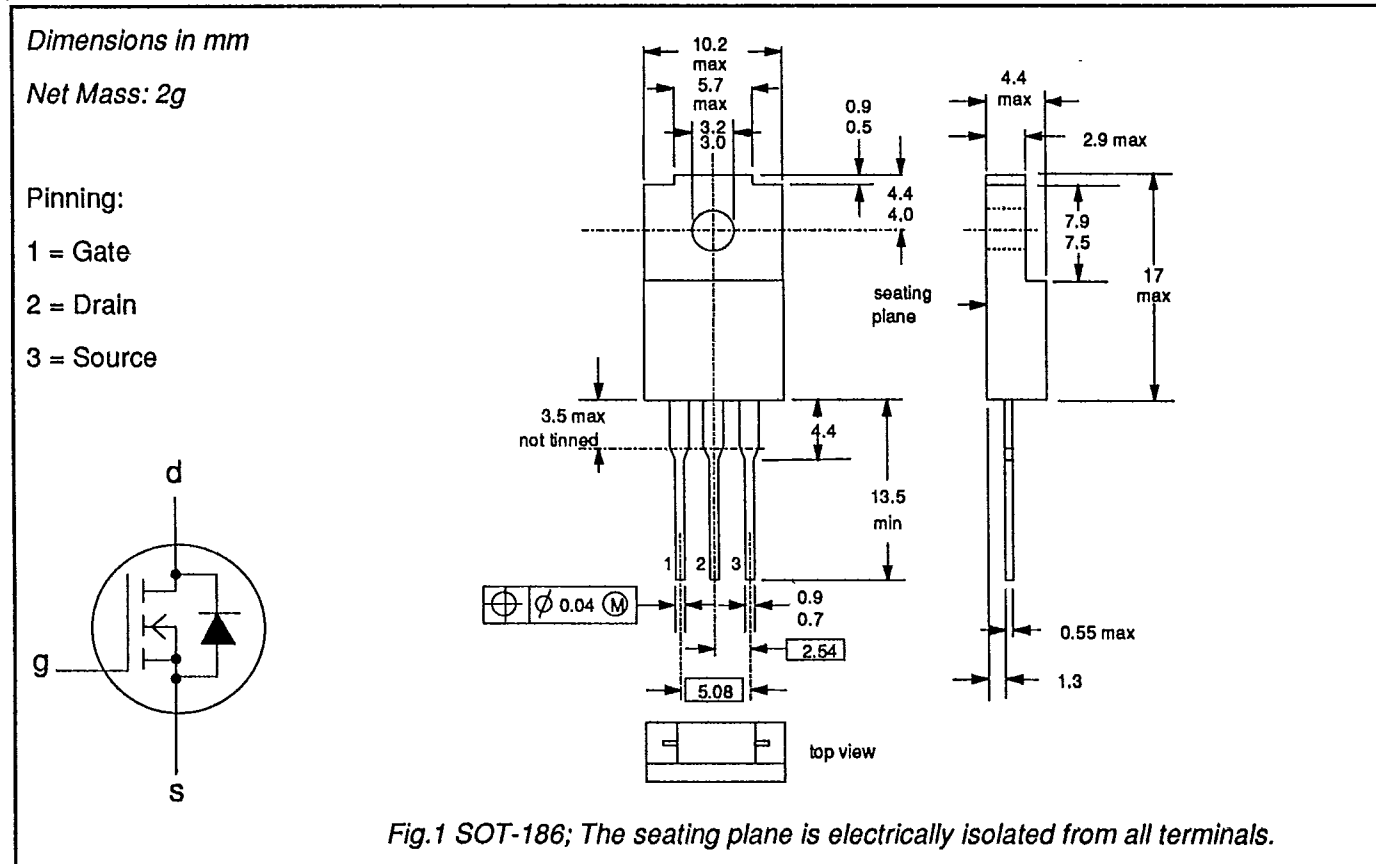 Dimensions in mm
Net Mass: 2g
Pinning:
1 = Gate
2 = Drain
3 = Source
d
g
s
10.2
max
5.7
max
3.2
3.0
0.9
0.5
4.4
4.0
seating
plane
3.5 max
not tinned
4.4
13.5
min
1 2 3
⌖ Ø 0.04 Ⓜ
0.9
0.7
2.54
5.08
top view
4.4
max
2.9 max
7.9
7.5
17
max
0.55 max
1.3
Fig.1 SOT-186; The seating plane is electrically isolated from all terminals.